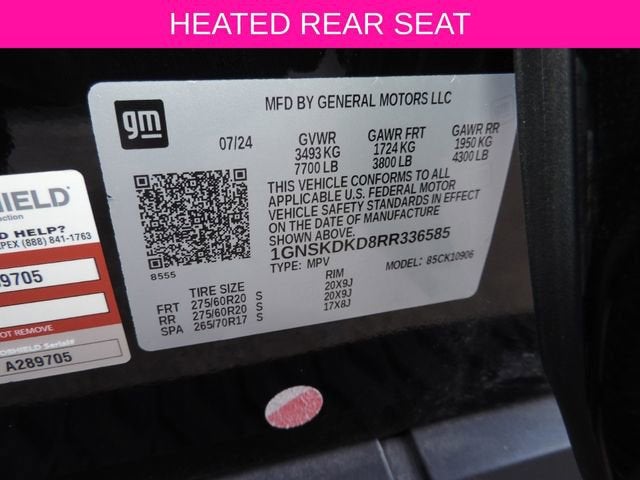 HEATED REAR SEAT
gm
MFD BY GENERAL MOTORS LLC
07/24
GVWR
3493 KG
7700 LB
GAWR FRT
1724 KG
3800 LB
GAWR RR
1950 KG
4300 LB
THIS VEHICLE CONFORMS TO ALL
APPLICABLE U.S. FEDERAL MOTOR
VEHICLE SAFETY STANDARDS IN EFFECT
ON THE DATE OF MANUFACTURE SHOWN ABOVE
1GNSKDKD8RR336585
TYPE: MPV
MODEL: 85CK10906
8555
TIRE SIZE
RIM
FRT 275/60R20 S 20X9J
RR 275/60R20 S 20X9J
SPA 265/70R17 S 17X8J
SHIELD
HELP?
(888) 841-1763
9705
NOT REMOVE
A289705